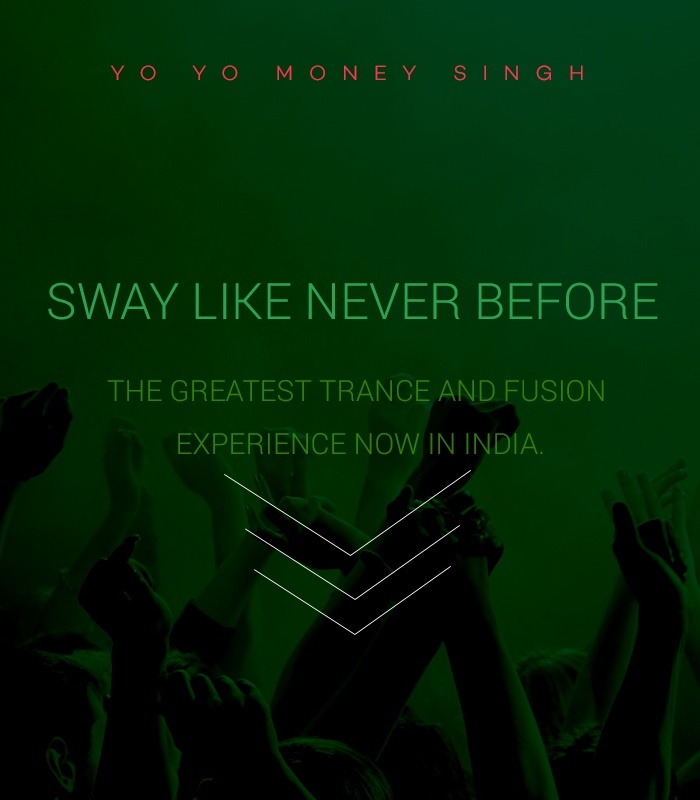 YO YO MONEY SINGH
SWAY LIKE NEVER BEFORE
THE GREATEST TRANCE AND FUSION
EXPERIENCE NOW IN INDIA.